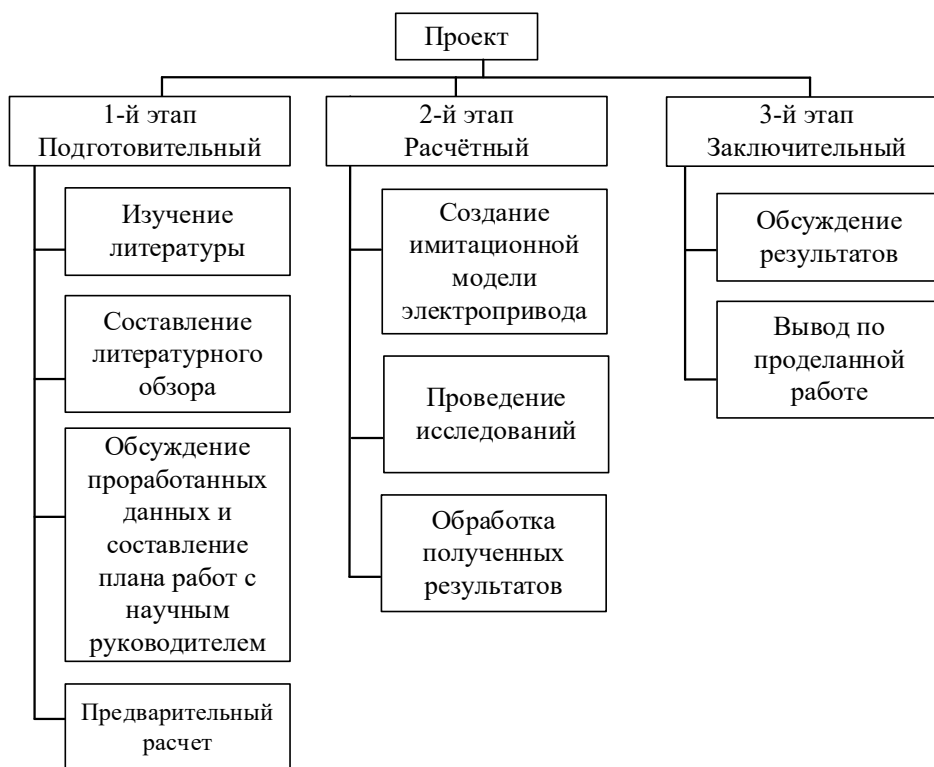 Проект
1-й этап
Подготовительный
Изучение
литературы
Составление
литературного
обзора
Обсуждение
проработанных
данных и
составление
плана работ с
научным
руководителем
Предварительный
расчет
2-й этап
Расчётный
Создание
имитационной
модели
электропривода
Проведение
исследований
Обработка
полученных
результатов
3-й этап
Заключительный
Обсуждение
результатов
Вывод по
проделанной
работе